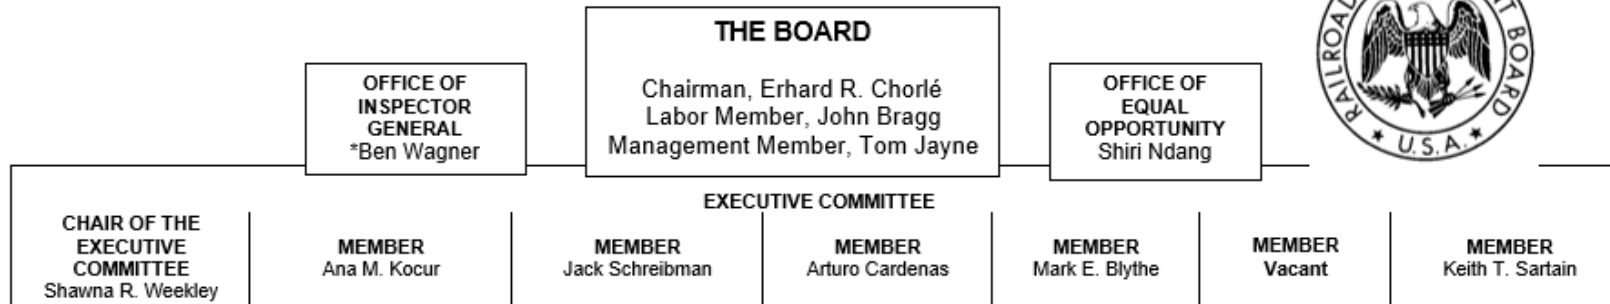 THE BOARD
Chairman, Erhard R. Chorlé
Labor Member, John Bragg
Management Member, Tom Jayne
OFFICE OF
INSPECTOR
GENERAL
*Ben Wagner
OFFICE OF
EQUAL
OPPORTUNITY
Shiri Ndang
RAILROAD
BOARD
★ U.S.A. ★
EXECUTIVE COMMITTEE
CHAIR OF THE
EXECUTIVE
COMMITTEE
Shawna R. Weekley
MEMBER
Ana M. Kocur
MEMBER
Jack Schreibman
MEMBER
Arturo Cardenas
MEMBER
Mark E. Blythe
MEMBER
Vacant
MEMBER
Keith T. Sartain